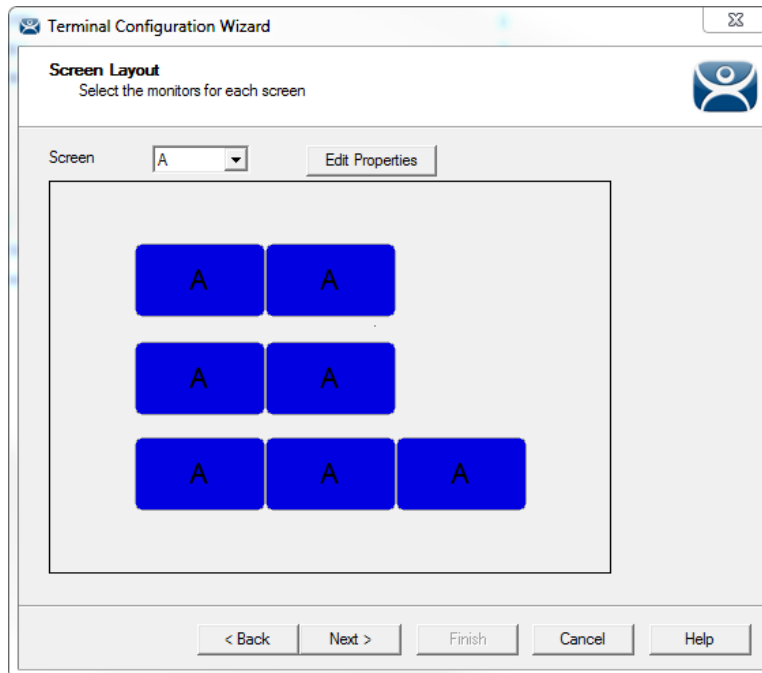 Terminal Configuration Wizard
Screen Layout
Select the monitors for each screen
Screen A Edit Properties
A A
A A
A A A
< Back Next > Finish Cancel Help